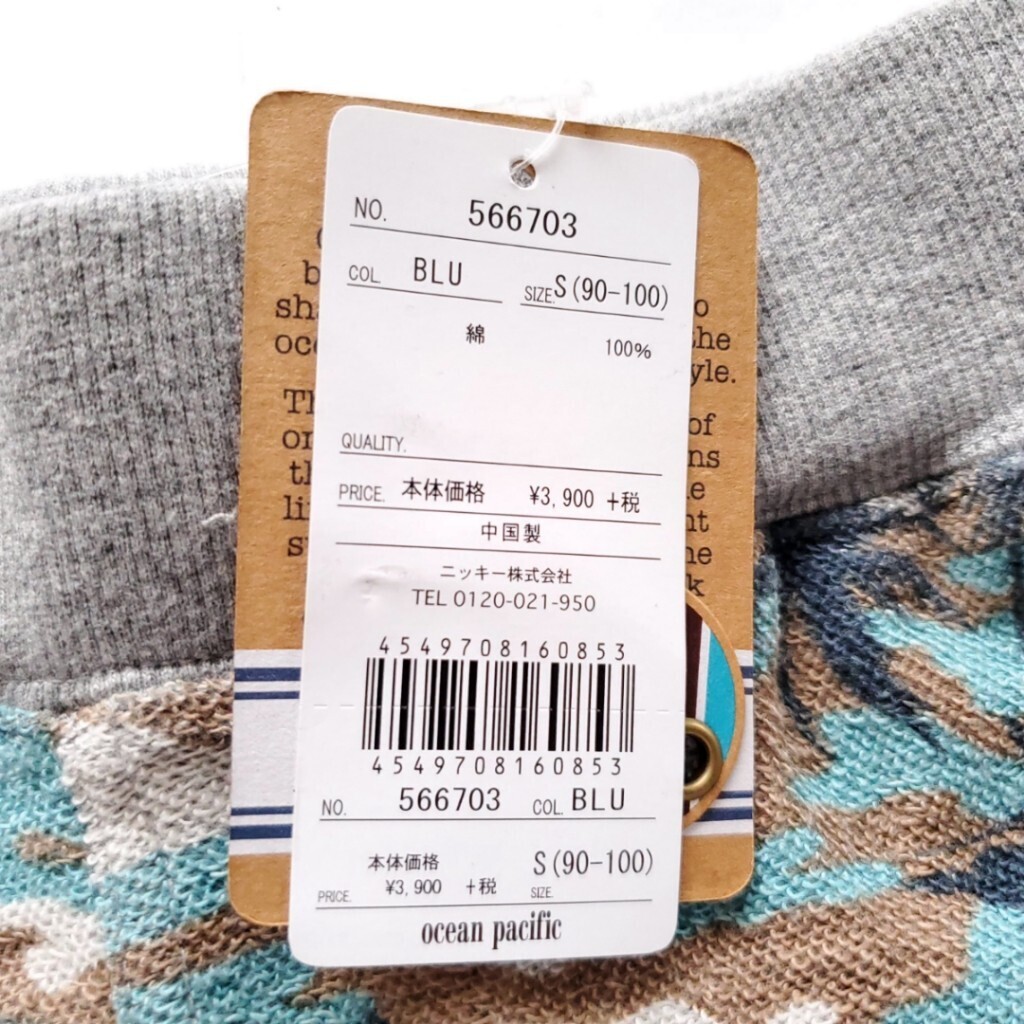 NO. 566703
COL. BLU SIZE. S(90-100)
綿 100%
QUALITY.
PRICE. 本体価格 ¥3,900 +税
中国製
ニッキー株式会社
TEL 0120-021-950
4549708160853
4549708160853
NO. 566703 COL. BLU
本体価格
PRICE. ¥3,900 +税 SIZE. S(90-100)
ocean pacific
of